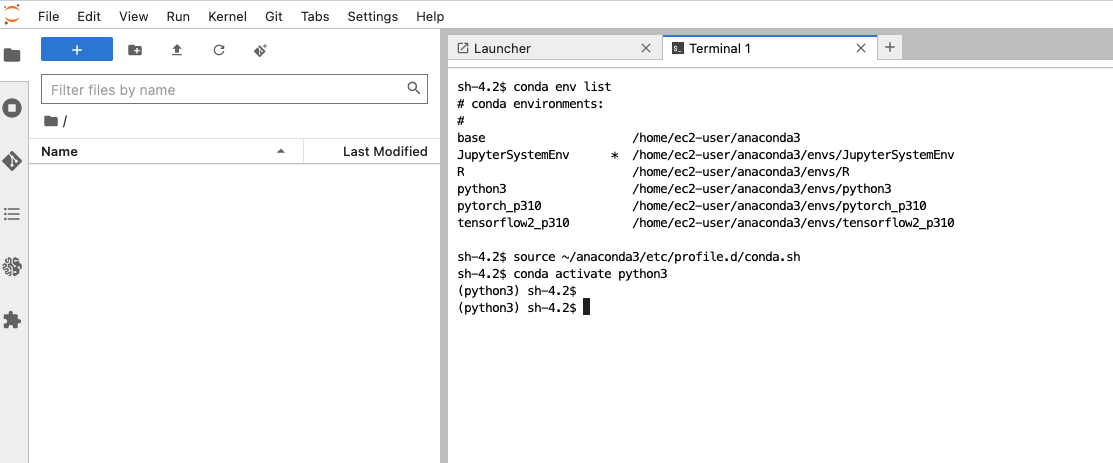 File Edit View Run Kernel Git Tabs Settings Help
+
Filter files by name
/
Name Last Modified
Launcher
Terminal 1
sh-4.2$ conda env list
# conda environments:
#
base                     /home/ec2-user/anaconda3
JupyterSystemEnv      *  /home/ec2-user/anaconda3/envs/JupyterSystemEnv
R                        /home/ec2-user/anaconda3/envs/R
python3                  /home/ec2-user/anaconda3/envs/python3
pytorch_p310             /home/ec2-user/anaconda3/envs/pytorch_p310
tensorflow2_p310         /home/ec2-user/anaconda3/envs/tensorflow2_p310
sh-4.2$ source ~/anaconda3/etc/profile.d/conda.sh
sh-4.2$ conda activate python3
(python3) sh-4.2$
(python3) sh-4.2$